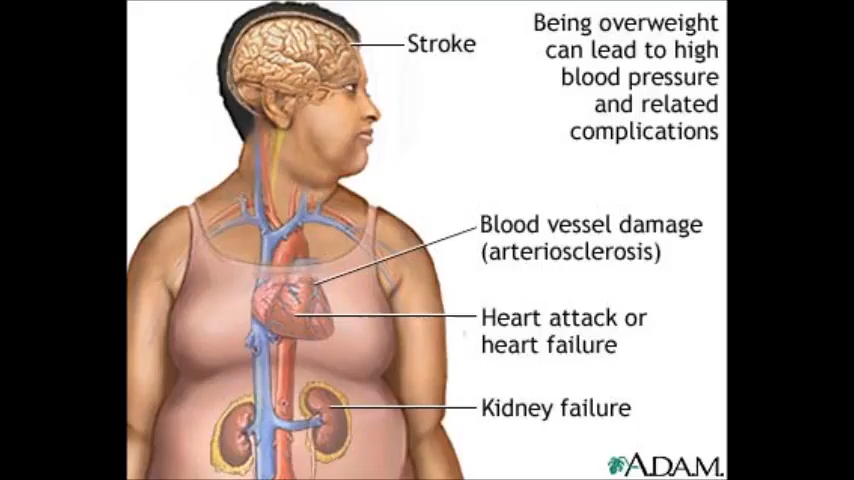 Being overweight
can lead to high
blood pressure
and related
complications
Stroke
Blood vessel damage
(arteriosclerosis)
Heart attack or
heart failure
Kidney failure
A.D.A.M.